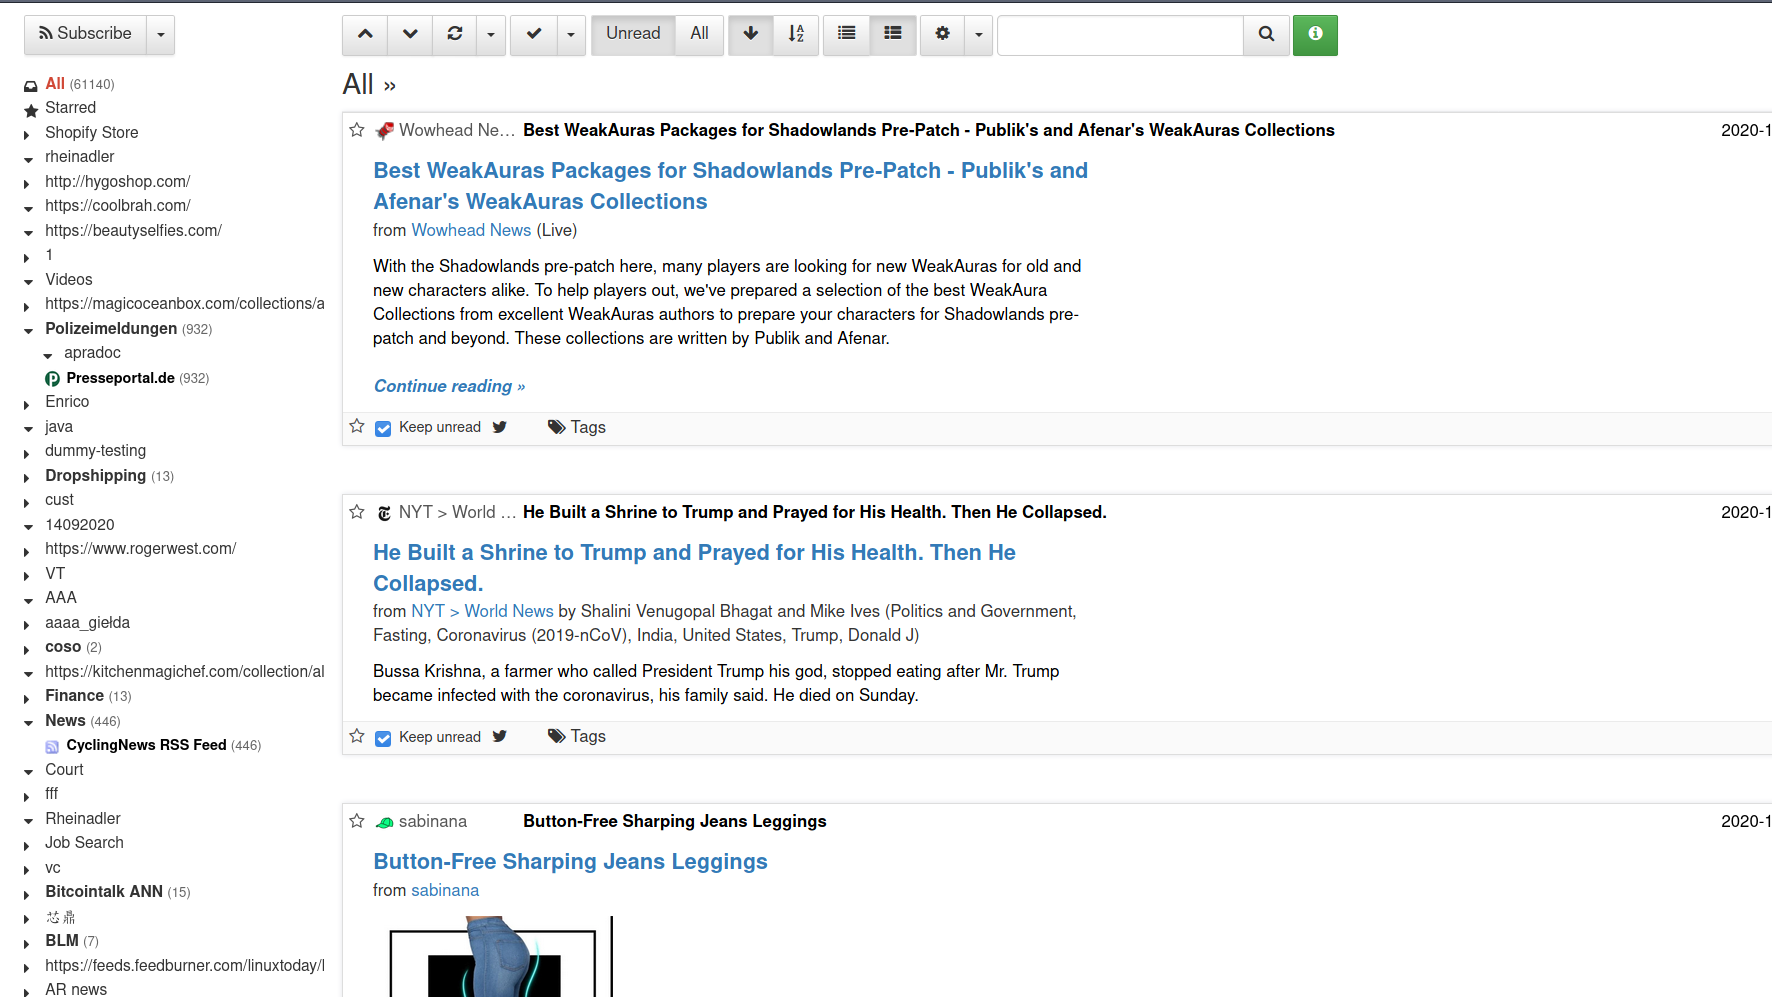 Subscribe
Unread All
All (61140)
Starred
Shopify Store
rheinadler
http://hygoshop.com/
https://coolbrah.com/
https://beautyselfies.com/
1
Videos
https://magicoceanbox.com/collections/a
Polizeimeldungen (932)
apradoc
Presseportal.de (932)
Enrico
java
dummy-testing
Dropshipping (13)
cust
14092020
https://www.rogerwest.com/
VT
AAA
aaaa_giełda
coso (2)
https://kitchenmagichef.com/collection/al
Finance (13)
News (446)
CyclingNews RSS Feed (446)
Court
fff
Rheinadler
Job Search
vc
Bitcointalk ANN (15)
芯鼎
BLM (7)
https://feeds.feedburner.com/linuxtoday/l
AR news
All »
Wowhead Ne… Best WeakAuras Packages for Shadowlands Pre-Patch - Publik's and Afenar's WeakAuras Collections 2020-1
Best WeakAuras Packages for Shadowlands Pre-Patch - Publik's and
Afenar's WeakAuras Collections
from Wowhead News (Live)
With the Shadowlands pre-patch here, many players are looking for new WeakAuras for old and
new characters alike. To help players out, we've prepared a selection of the best WeakAura
Collections from excellent WeakAuras authors to prepare your characters for Shadowlands pre-
patch and beyond. These collections are written by Publik and Afenar.
Continue reading »
Keep unread Tags
NYT > World … He Built a Shrine to Trump and Prayed for His Health. Then He Collapsed. 2020-1
He Built a Shrine to Trump and Prayed for His Health. Then He
Collapsed.
from NYT > World News by Shalini Venugopal Bhagat and Mike Ives (Politics and Government,
Fasting, Coronavirus (2019-nCoV), India, United States, Trump, Donald J)
Bussa Krishna, a farmer who called President Trump his god, stopped eating after Mr. Trump
became infected with the coronavirus, his family said. He died on Sunday.
Keep unread Tags
sabinana Button-Free Sharping Jeans Leggings 2020-1
Button-Free Sharping Jeans Leggings
from sabinana